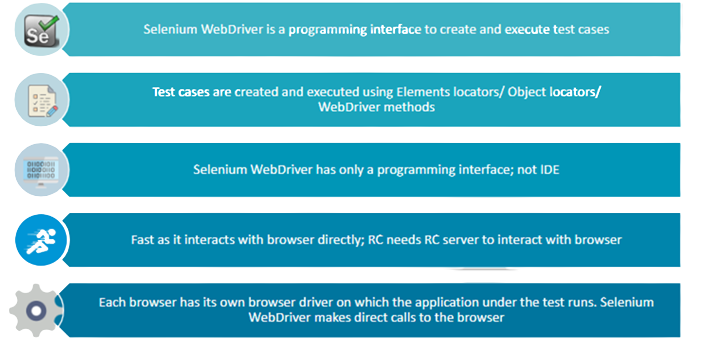 Se
Selenium WebDriver is a programming interface to create and execute test cases
Test cases are created and executed using Elements locators/ Object locators/
WebDriver methods
Selenium WebDriver has only a programming interface; not IDE
Fast as it interacts with browser directly; RC needs RC server to interact with browser
Each browser has its own browser driver on which the application under the test runs. Selenium
WebDriver makes direct calls to the browser